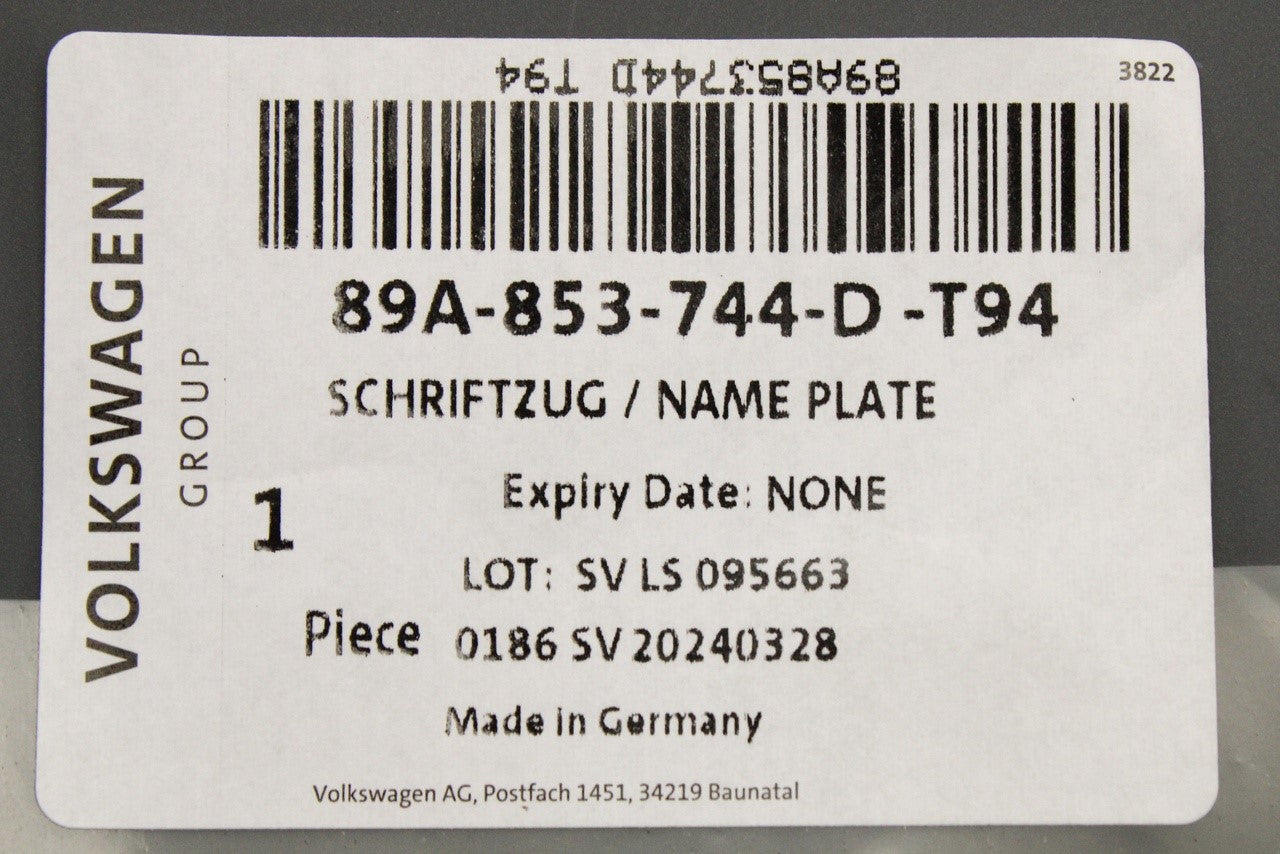 89A853744D T94
3822
VOLKSWAGEN
GROUP
89A-853-744-D -T94
SCHRIFTZUG / NAME PLATE
Expiry Date: NONE
1
LOT: SV LS 095663
Piece 0186 SV 20240328
Made in Germany
Volkswagen AG, Postfach 1451, 34219 Baunatal